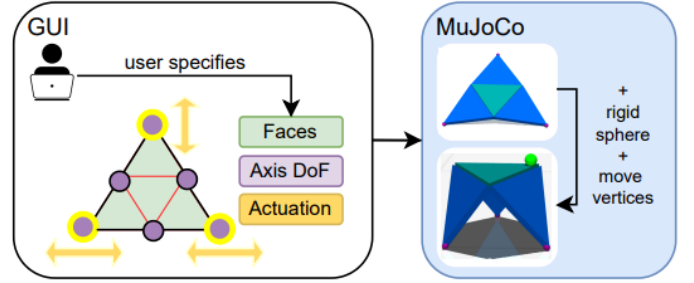 GUI
user specifies
Faces
Axis DoF
Actuation
MuJoCo
+
rigid
sphere
+
move
vertices